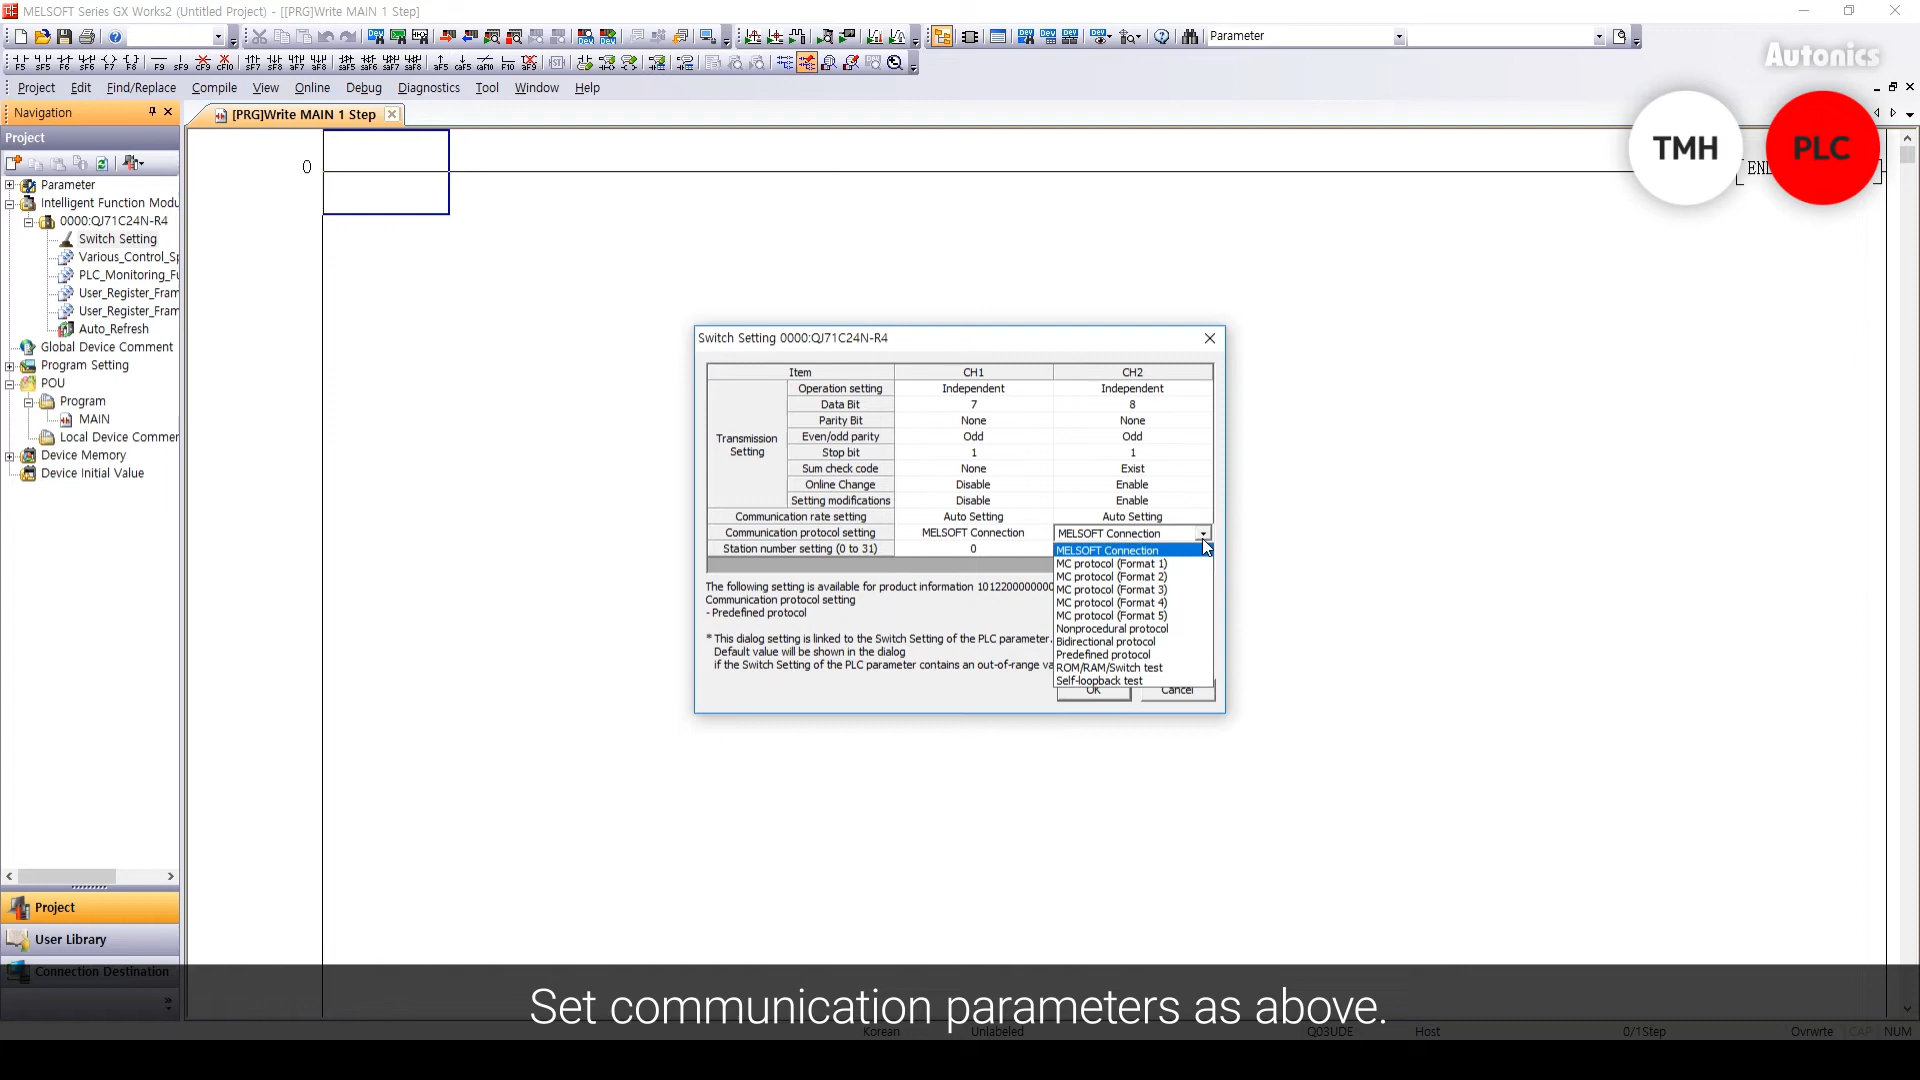 MELSOFT Series GX Works2 (Untitled Project) - [[PRG]Write MAIN 1 Step]
Parameter
Autonics
Project Edit Find/Replace Compile View Online Debug Diagnostics Tool Window Help
Navigation
[PRG]Write MAIN 1 Step
Project
TMH
PLC
0
END
Parameter
Intelligent Function Modu
0000:QJ71C24N-R4
Switch Setting
Various_Control_Sp
PLC_Monitoring_Fu
User_Register_Fram
User_Register_Fram
Auto_Refresh
Global Device Comment
Program Setting
POU
Program
MAIN
Local Device Commer
Device Memory
Device Initial Value
Switch Setting 0000:QJ71C24N-R4
Item CH1 CH2
Transmission Setting
Operation setting Independent Independent
Data Bit 7 8
Parity Bit None None
Even/odd parity Odd Odd
Stop bit 1 1
Sum check code None Exist
Online Change Disable Enable
Setting modifications Disable Enable
Communication rate setting Auto Setting Auto Setting
Communication protocol setting MELSOFT Connection MELSOFT Connection
Station number setting (0 to 31) 0
MELSOFT Connection
MC protocol (Format 1)
MC protocol (Format 2)
MC protocol (Format 3)
MC protocol (Format 4)
MC protocol (Format 5)
Nonprocedural protocol
Bidirectional protocol
Predefined protocol
ROM/RAM/Switch test
Self-loopback test
The following setting is available for product information 1012200000000
Communication protocol setting
- Predefined protocol
* This dialog setting is linked to the Switch Setting of the PLC parameter.
Default value will be shown in the dialog
if the Switch Setting of the PLC parameter contains an out-of-range va
OK Cancel
Project
User Library
Connection Destination
Set communication parameters as above.
Korean Unlabeled Q03UDE Host 0/1Step Ovrwrte CAP NUM